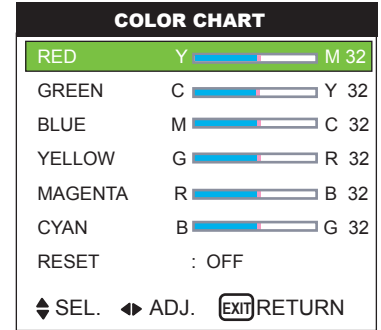 COLOR CHART
RED Y M 32
GREEN C Y 32
BLUE M C 32
YELLOW G R 32
MAGENTA R B 32
CYAN B G 32
RESET : OFF
SEL. ADJ. EXIT RETURN